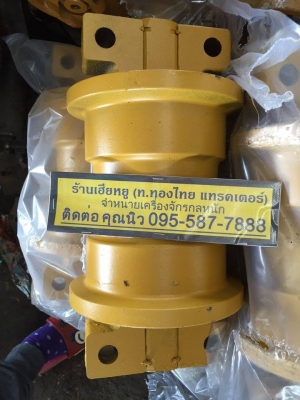 ร้านเฮียหยู (ท.ทองไทย แทรคเตอร์)
จำหน่ายเครื่องจักรกลหนัก
ติดต่อ คุณนิว 095-587-7888